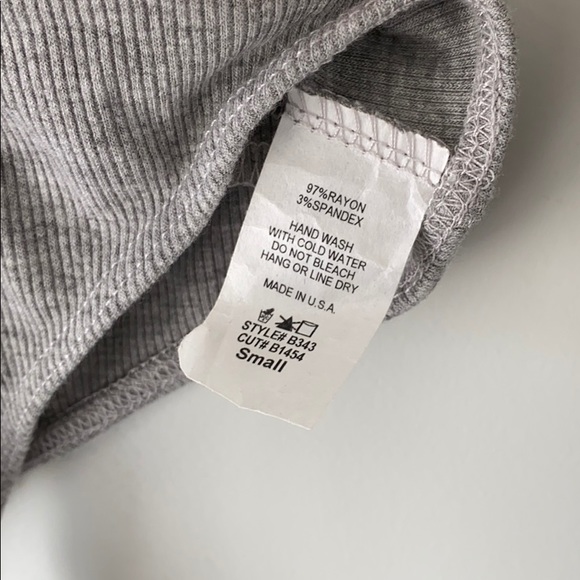 97%RAYON
3%SPANDEX
HAND WASH
WITH COLD WATER
DO NOT BLEACH
HANG OR LINE DRY
MADE IN U.S.A.
STYLE# B343
CUT# B1454
Small